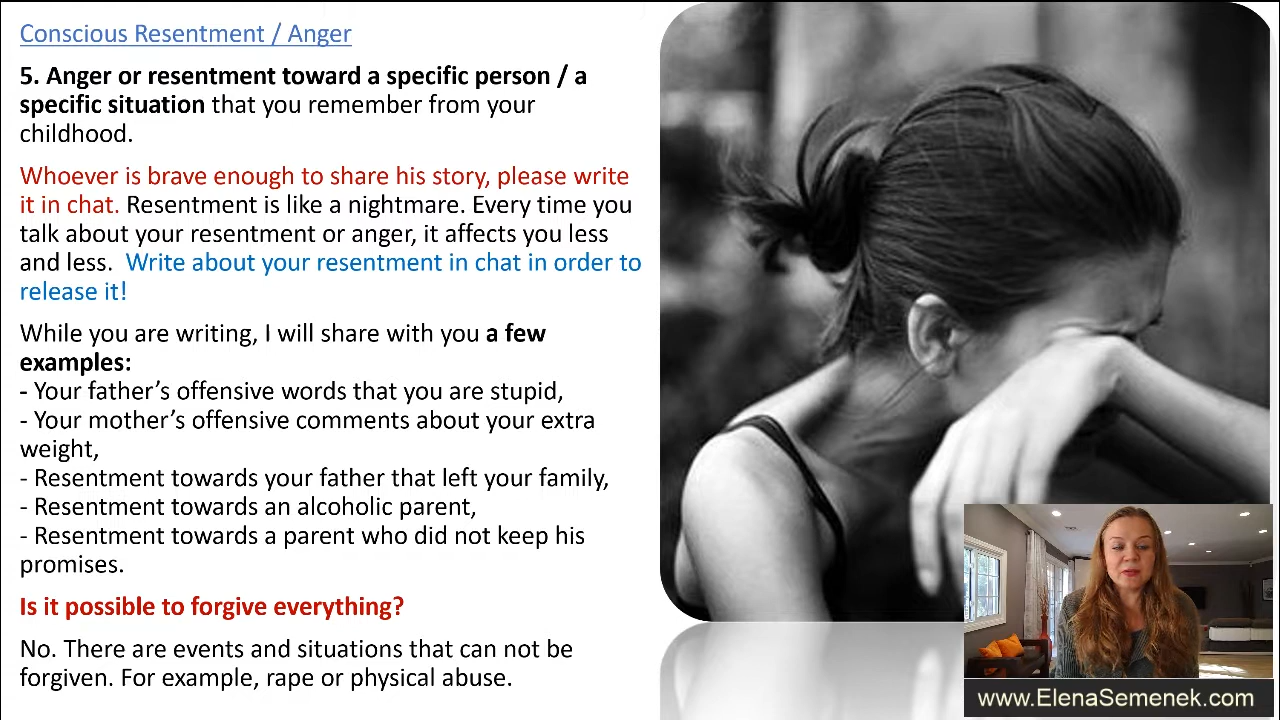 Conscious Resentment / Anger
5. Anger or resentment toward a specific person / a
specific situation that you remember from your
childhood.
Whoever is brave enough to share his story, please write
it in chat. Resentment is like a nightmare. Every time you
talk about your resentment or anger, it affects you less
and less. Write about your resentment in chat in order to
release it!
While you are writing, I will share with you a few
examples:
- Your father’s offensive words that you are stupid,
- Your mother’s offensive comments about your extra
weight,
- Resentment towards your father that left your family,
- Resentment towards an alcoholic parent,
- Resentment towards a parent who did not keep his
promises.
Is it possible to forgive everything?
No. There are events and situations that can not be
forgiven. For example, rape or physical abuse.
www.ElenaSemenek.com